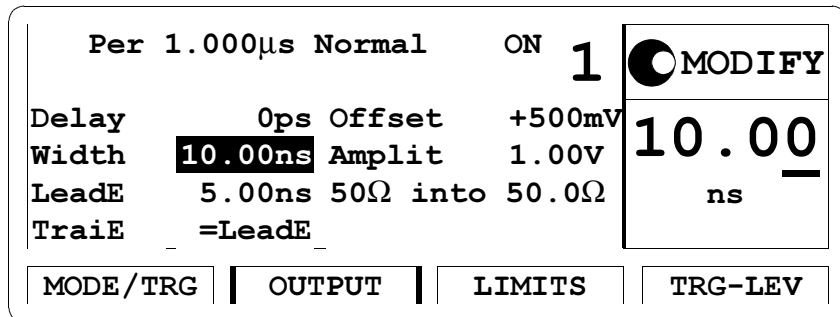 Per 1.000µs Normal ON 1
MODIFY
Delay 0ps Offset +500mV
Width 10.00ns Amplit 1.00V
10.00
LeadE 5.00ns 50Ω into 50.0Ω
ns
TraiE =LeadE
MODE/TRG OUTPUT LIMITS TRG-LEV